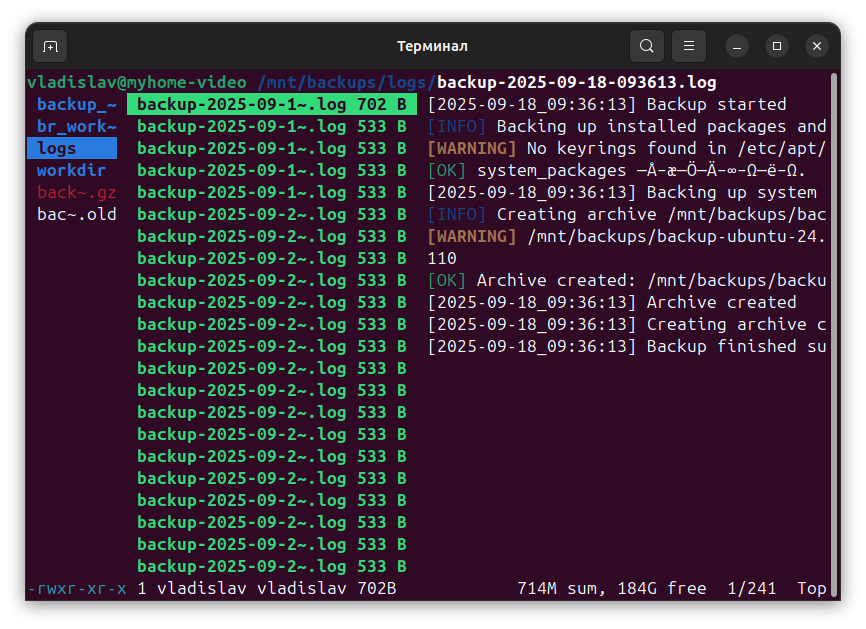 Терминал
vladislav@myhome-video /mnt/backups/logs/backup-2025-09-18-093613.log
backup_~ backup-2025-09-1~.log 702 B [2025-09-18_09:36:13] Backup started
br_work~ backup-2025-09-1~.log 533 B [INFO] Backing up installed packages and
logs backup-2025-09-1~.log 533 B [WARNING] No keyrings found in /etc/apt/
workdir backup-2025-09-1~.log 533 B [OK] system_packages —Å–æ—Ö—Ä–∞–Ω—ë–Ω.
back~.gz backup-2025-09-1~.log 533 B [2025-09-18_09:36:13] Backing up system
bac~.old backup-2025-09-2~.log 533 B [INFO] Creating archive /mnt/backups/bac
backup-2025-09-2~.log 533 B [WARNING] /mnt/backups/backup-ubuntu-24.
backup-2025-09-2~.log 533 B 110
backup-2025-09-2~.log 533 B [OK] Archive created: /mnt/backups/backu
backup-2025-09-2~.log 533 B [2025-09-18_09:36:13] Archive created
backup-2025-09-2~.log 533 B [2025-09-18_09:36:13] Creating archive c
backup-2025-09-2~.log 533 B [2025-09-18_09:36:13] Backup finished su
backup-2025-09-2~.log 533 B
backup-2025-09-2~.log 533 B
backup-2025-09-2~.log 533 B
backup-2025-09-2~.log 533 B
backup-2025-09-2~.log 533 B
backup-2025-09-2~.log 533 B
backup-2025-09-2~.log 533 B
backup-2025-09-2~.log 533 B
backup-2025-09-2~.log 533 B
backup-2025-09-2~.log 533 B
-rwxr-xr-x 1 vladislav vladislav 702B 714M sum, 184G free 1/241 Top